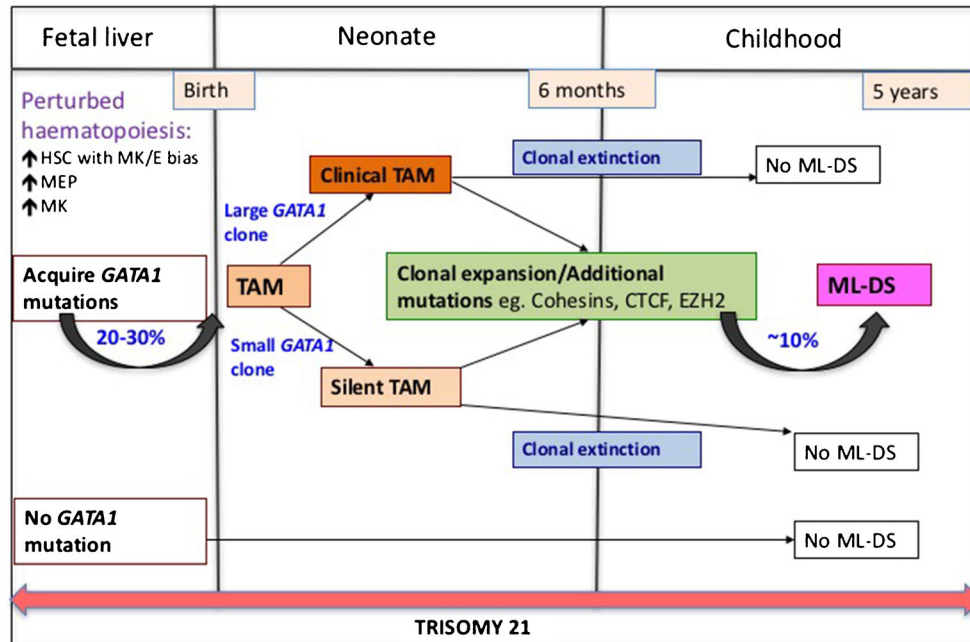 Fetal liver
Neonate
Childhood
Birth
6 months
5 years
Perturbed
haematopoiesis:
↑ HSC with MK/E bias
↑ MEP
↑ MK
Clinical TAM
Clonal extinction
No ML-DS
Large GATA1
clone
Acquire GATA1
mutations
20-30%
TAM
Clonal expansion/Additional
mutations eg. Cohesins, CTCF, EZH2
ML-DS
~10%
Small GATA1
clone
Silent TAM
Clonal extinction
No ML-DS
No GATA1
mutation
No ML-DS
TRISOMY 21